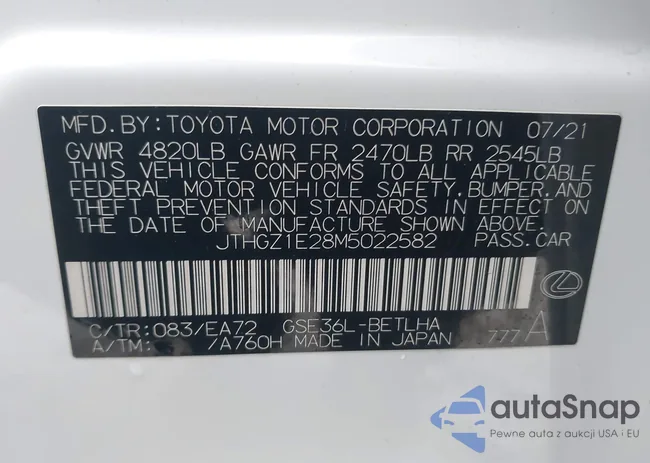 MFD.BY:TOYOTA MOTOR CORPORATION 07/21
GVWR 4820LB GAWR FR 2470LB RR 2545LB
THIS VEHICLE CONFORMS TO ALL APPLICABLE
FEDERAL MOTOR VEHICLE SAFETY.BUMPER.AND
THEFT PREVENTION STANDARDS IN EFFECT ON
THE DATE OF MANUFACTURE SHOWN ABOVE.
JTHGZ1E28M5022582 PASS.CAR
C/TR:083/EA72 GSE36L-BETLHA
A/TM: /A760H MADE IN JAPAN 777A
autaSnap
Pewne auta z aukcji USA i EU